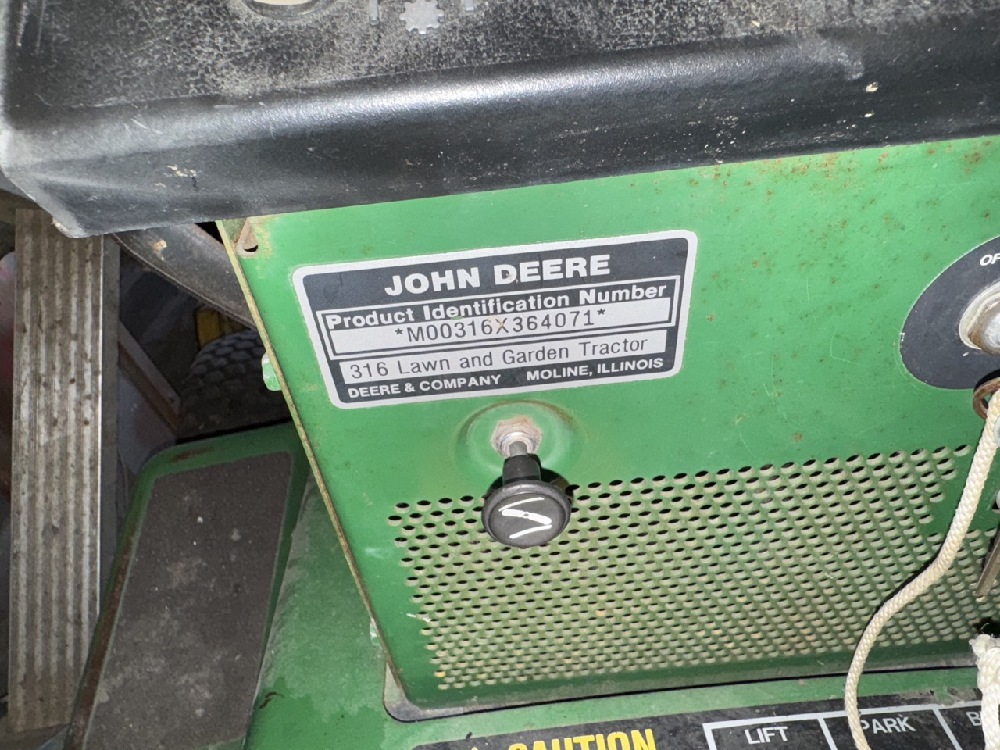 JOHN DEERE
Product Identification Number
*M00316X364071*
316 Lawn and Garden Tractor
DEERE & COMPANY MOLINE, ILLINOIS
CAUTION
LIFT
PARK